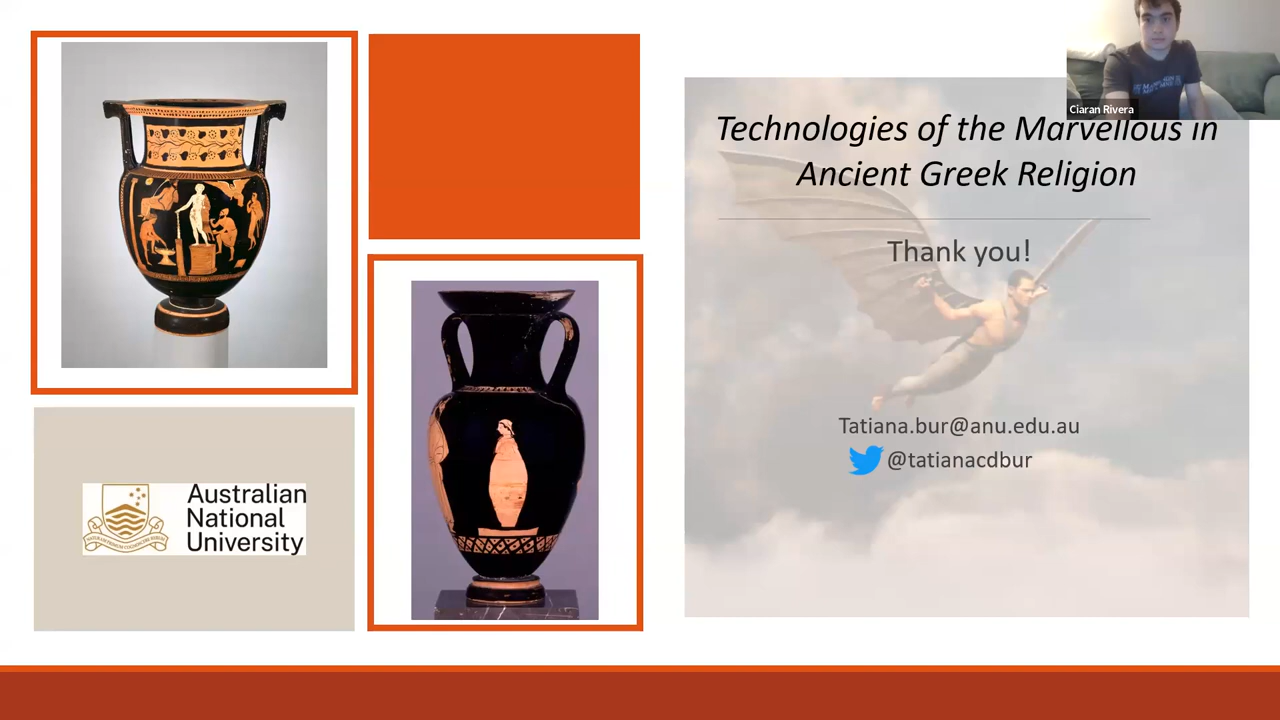 Ciaran Rivera
Technologies of the Marvellous in
Ancient Greek Religion
Thank you!
Tatiana.bur@anu.edu.au
@tatianacdbur
Australian
National
University